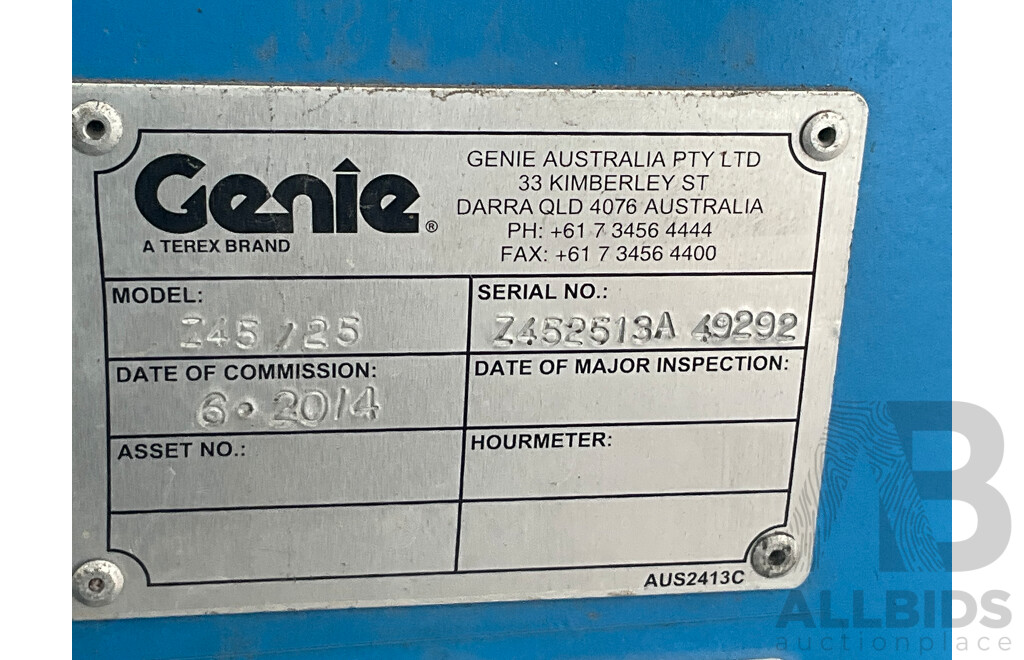 Genie®
A TEREX BRAND
GENIE AUSTRALIA PTY LTD
33 KIMBERLEY ST
DARRA QLD 4076 AUSTRALIA
PH: +61 7 3456 4444
FAX: +61 7 3456 4400
MODEL:
Z45/25
SERIAL NO.:
Z452513A 49292
DATE OF COMMISSION:
6.2014
DATE OF MAJOR INSPECTION:
ASSET NO.:
HOURMETER:
AUS2413C
AB
ALLBIDS
auctionplace